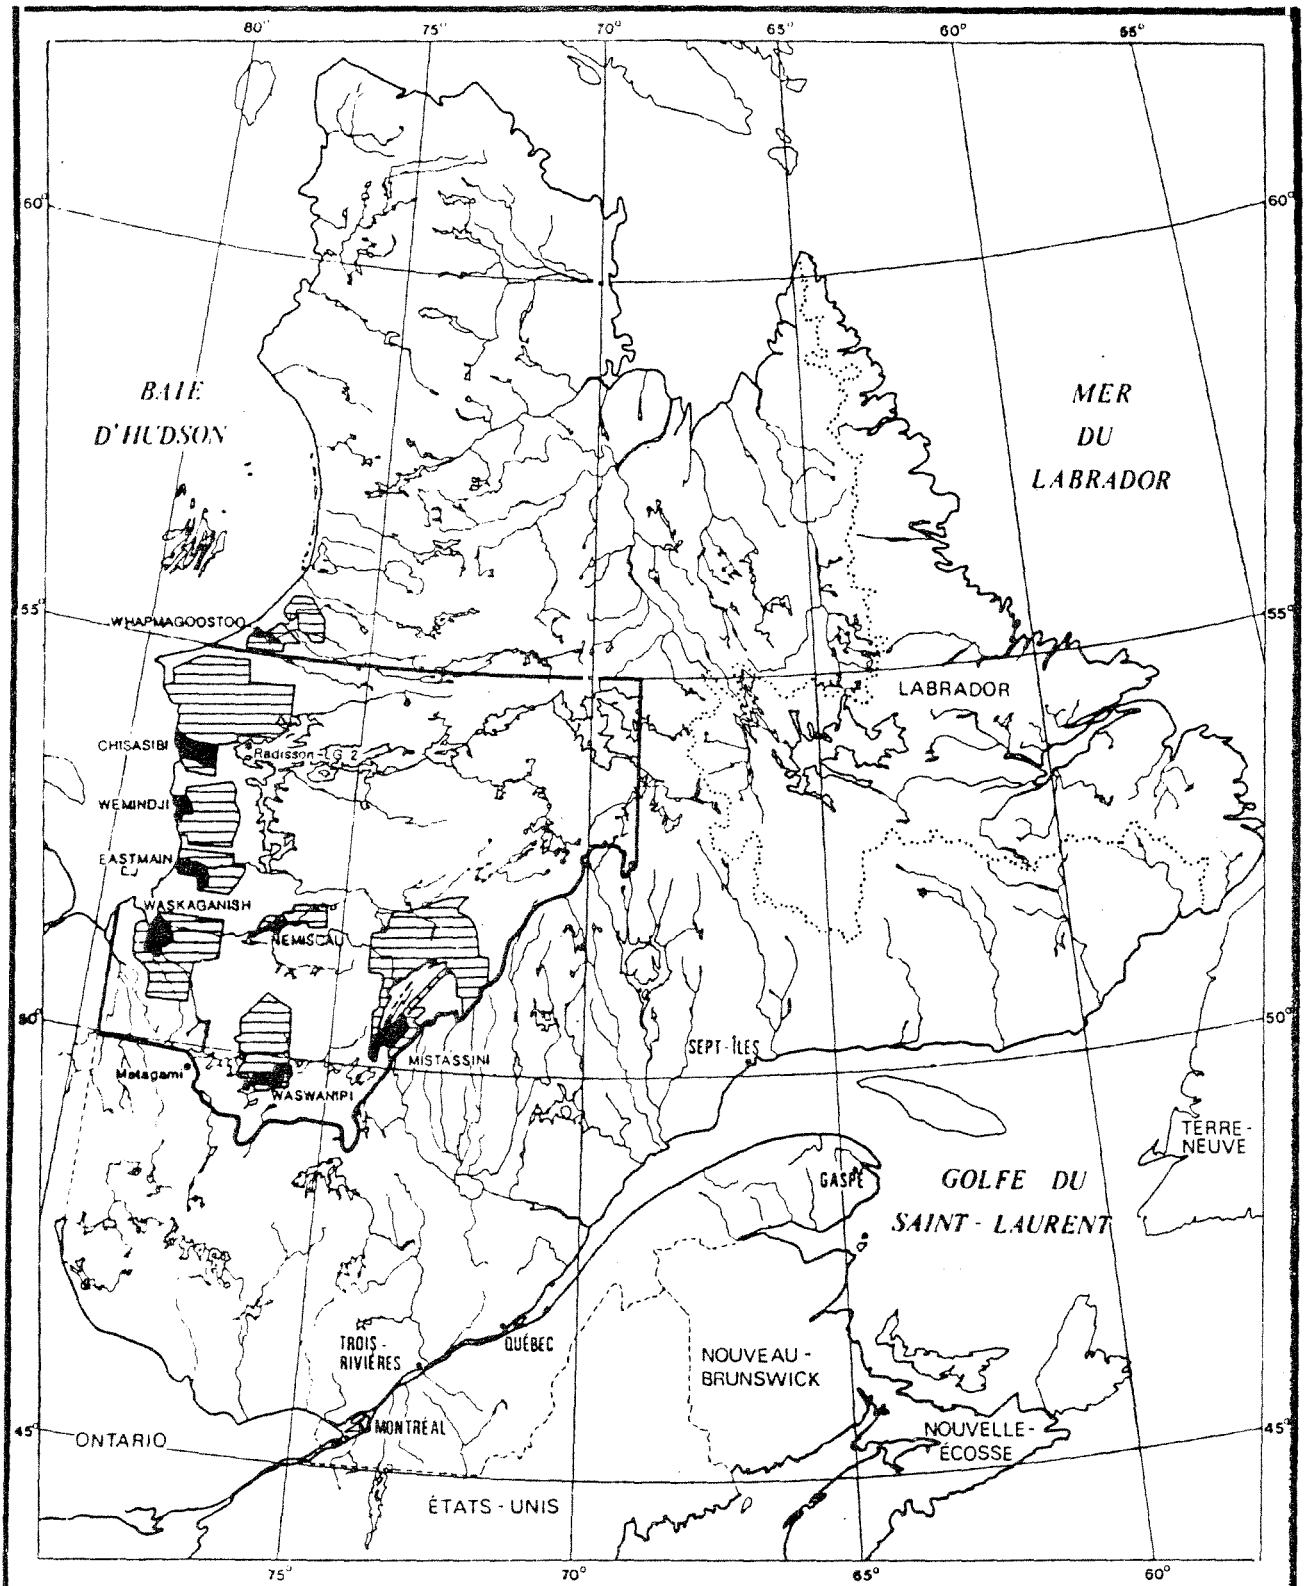 80° 75° 70° 65° 60° 55°
60° 60°
BAIE
D'HUDSON
MER
DU
LABRADOR
55° 55°
WHAPMAGOOSTOO
LABRADOR
CHISASIBI
Radisson-LG 2
WEMINDJI
EASTMAIN
WASKAGANISH
NEMISCAU
50° 50°
SEPT-ÎLES
MISTASSINI
Matagami
WASWANIPI
TERRE-
NEUVE
GASPÉ
GOLFE DU
SAINT-LAURENT
TROIS-
RIVIÈRES
QUÉBEC
NOUVEAU-
BRUNSWICK
MONTRÉAL
45° 45°
ONTARIO
NOUVELLE-
ÉCOSSE
ÉTATS-UNIS
75° 70° 65° 60°